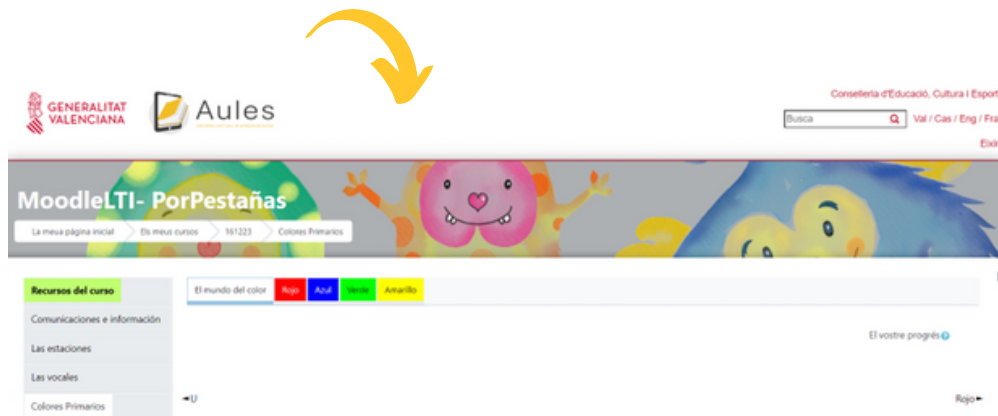 Conselleria d'Educació, Cultura i Esport
GENERALITAT
VALENCIANA
Aules
Busca
Val / Cas / Eng / Fra
Eixir
MoodleLTI- PorPestañas
La meua pàgina inicial
Els meus cursos
161223
Colores Primarios
Recursos del curso
El mundo del color
Rojo
Azul
Verde
Amarillo
Comunicaciones e información
El vostre progrés
Las estaciones
Las vocales
Colores Primarios
◄U
Rojo►